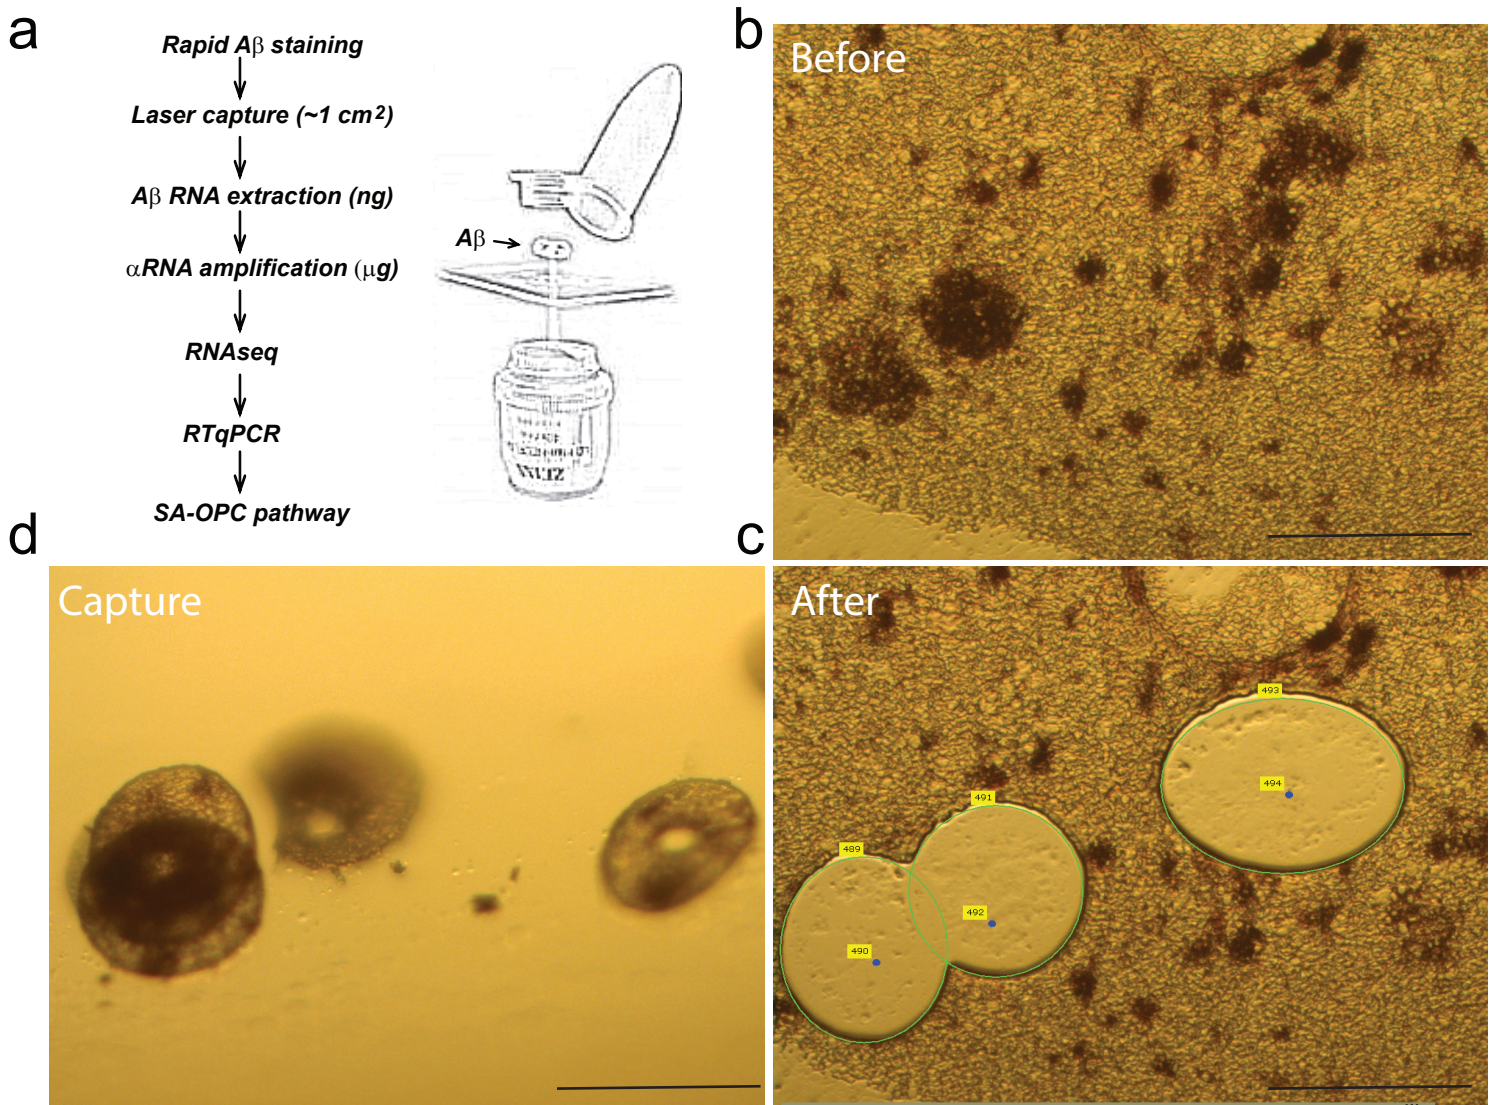 a
Rapid Aβ staining
Laser capture (~1 cm²)
Aβ RNA extraction (ng)
αRNA amplification (μg)
RNAseq
RTqPCR
SA-OPC pathway
Aβ
b
Before
d
Capture
c
After
493
494
491
489
492
490